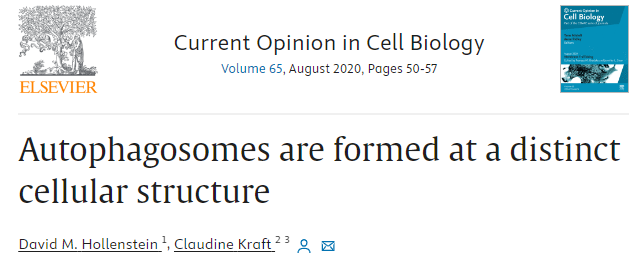 ELSEVIER
Current Opinion in Cell Biology
Volume 65, August 2020, Pages 50-57
Current Opinion in
Cell Biology
Autophagosomes are formed at a distinct
cellular structure
David M. Hollenstein 1, Claudine Kraft 2 3